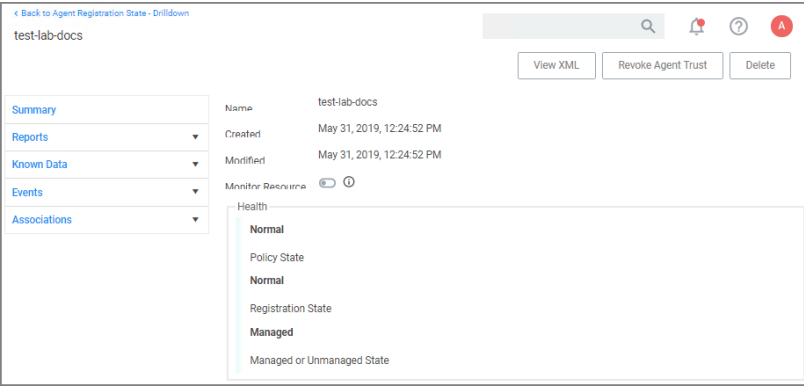 < Back to Agent Registration State - Drilldown
test-lab-docs
A
View XML
Revoke Agent Trust
Delete
Summary
Reports
Known Data
Events
Associations
Name test-lab-docs
Created May 31, 2019, 12:24:52 PM
Modified May 31, 2019, 12:24:52 PM
Monitor Resource
Health
Normal
Policy State
Normal
Registration State
Managed
Managed or Unmanaged State